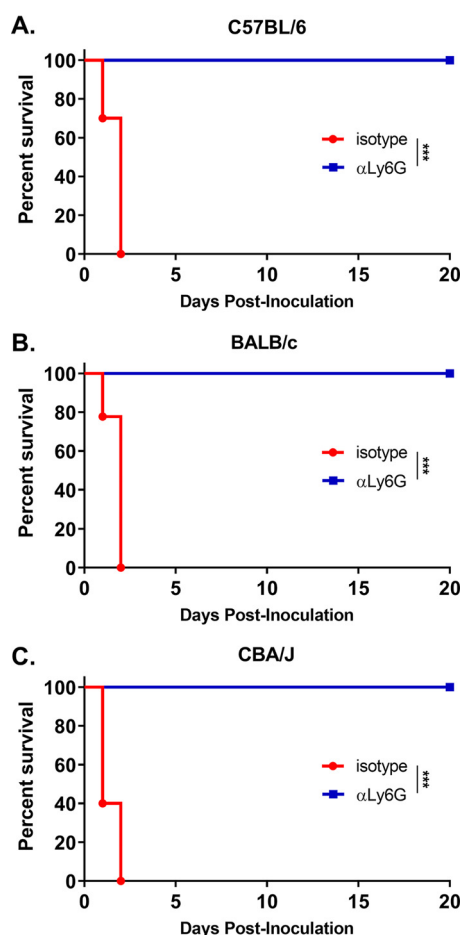 A.
C57BL/6
Percent survival
100
80
60
40
20
0
isotype
αLy6G
***
0 5 10 15 20
Days Post-Inoculation
B.
BALB/c
Percent survival
100
80
60
40
20
0
isotype
αLy6G
***
0 5 10 15 20
Days Post-Inoculation
C.
CBA/J
Percent survival
100
80
60
40
20
0
isotype
αLy6G
***
0 5 10 15 20
Days Post-Inoculation